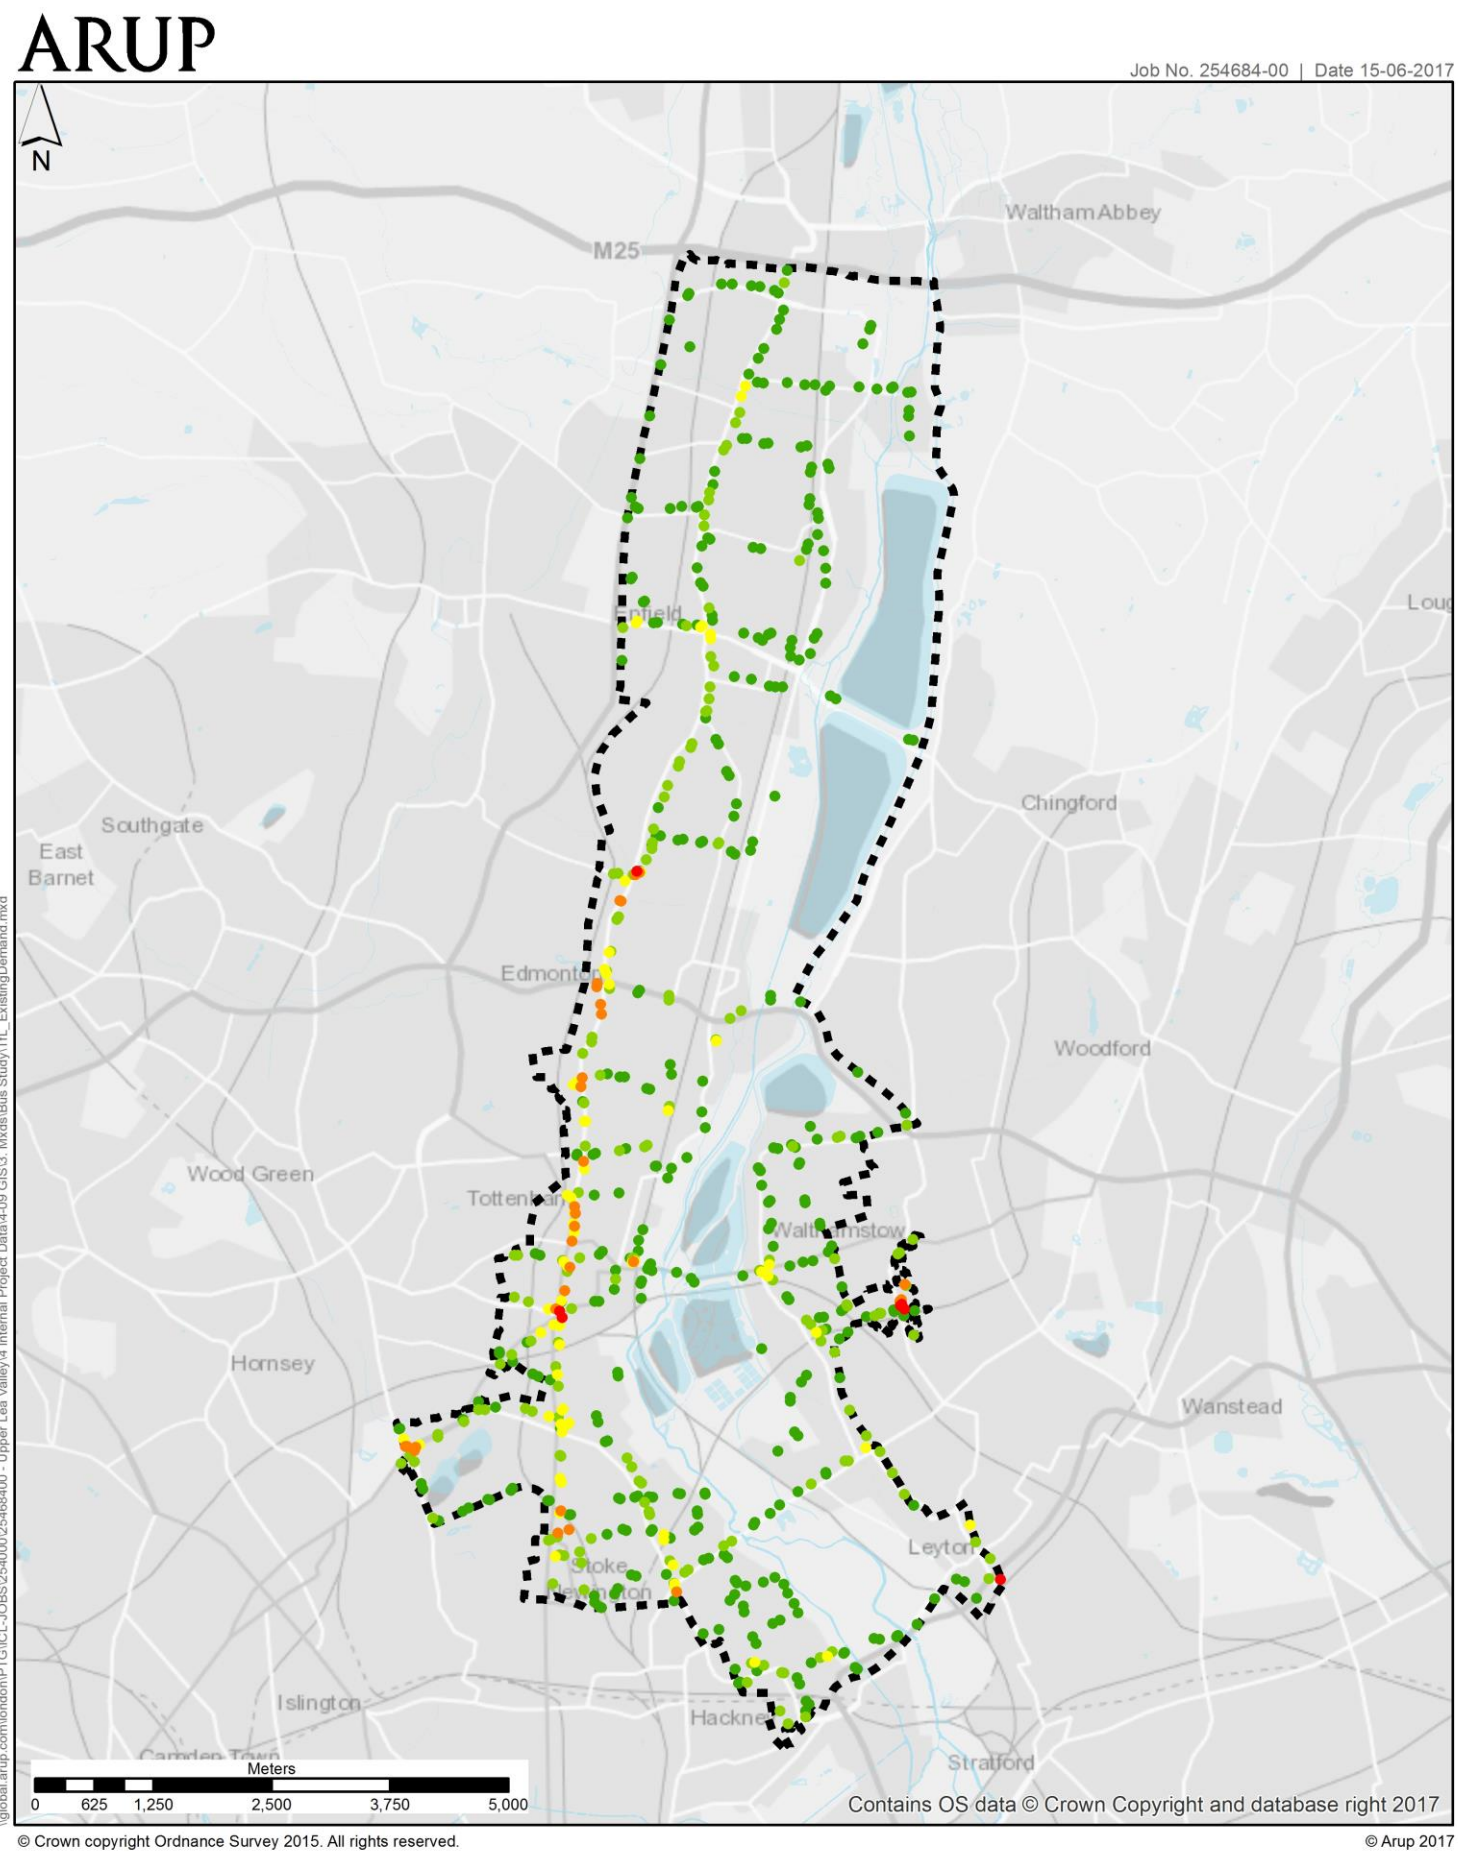 ARUP
Job No. 254684-00 | Date 15-06-2017
N
Waltham Abbey
M25
Enfield
Loug
Chingford
Southgate
East
Barnet
Edmonton
Woodford
Wood Green
Tottenham
Walthamstow
Hornsey
Wanstead
Leyton
Stoke
Newington
Islington
Hackne
Camden Town
Stratford
Meters
0 625 1,250 2,500 3,750 5,000
Contains OS data © Crown Copyright and database right 2017
© Crown copyright Ordnance Survey 2015. All rights reserved.
© Arup 2017